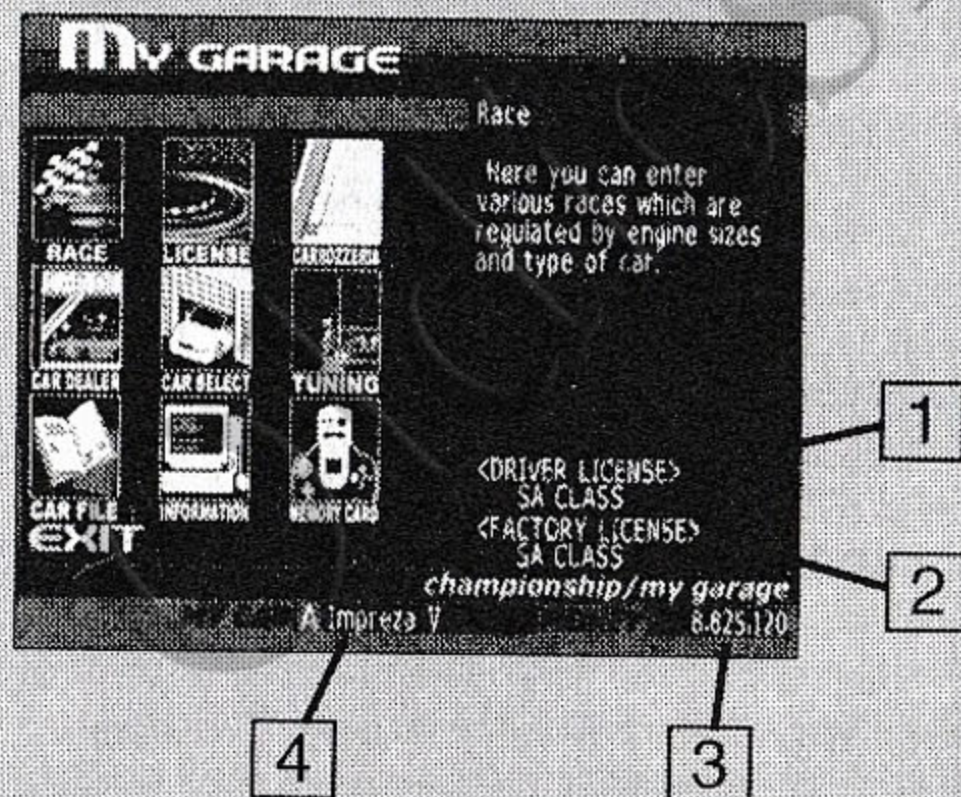 My GARAGE
Race
Here you can enter
various races which are
regulated by engine sizes
and type of car.
RACE LICENSE CARROZZERIA
CAR DEALER CAR SELECT TUNING
CAR FILE INFORMATION MEMORY CARD
EXIT
<DRIVER LICENSE>
SA CLASS
<FACTORY LICENSE>
SA CLASS
championship/my garage
A Impreza V 8.625.120
1
2
4 3